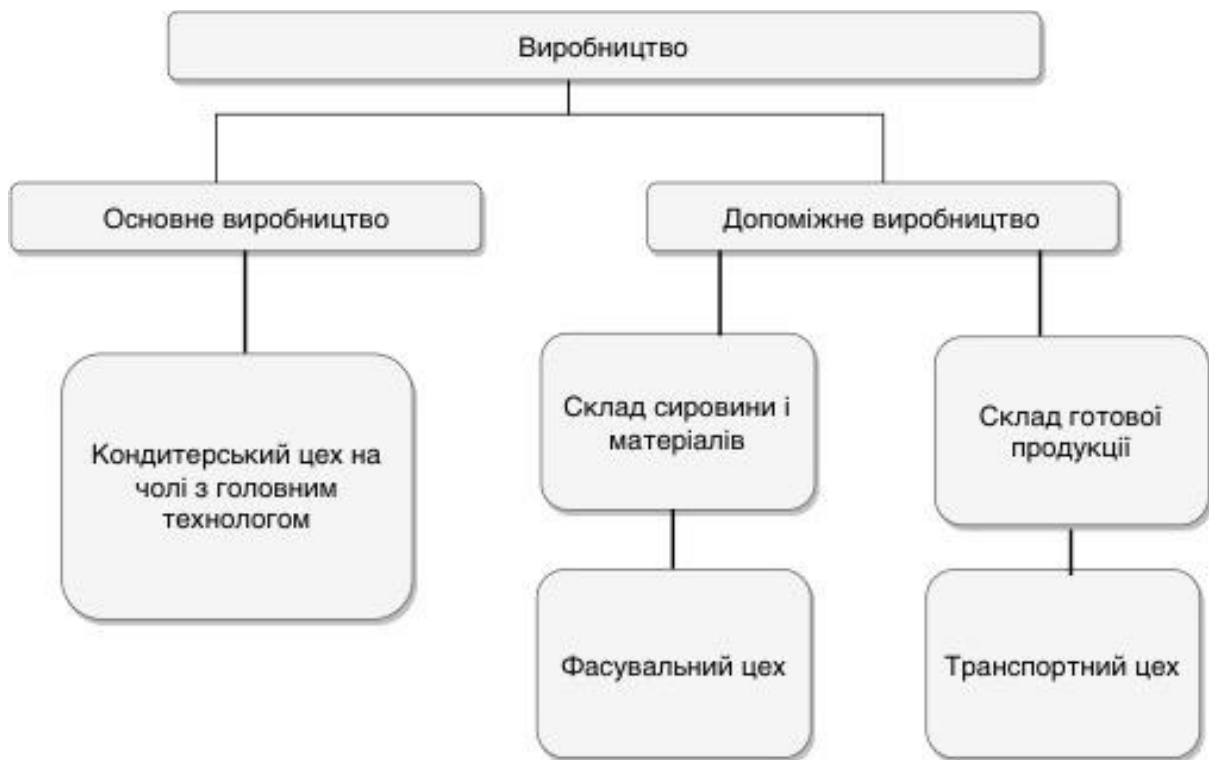 Виробництво
Основне виробництво
Допоміжне виробництво
Кондитерський цех на
чолі з головним
технологом
Склад сировини і
матеріалів
Склад готової
продукції
Фасувальний цех
Транспортний цех